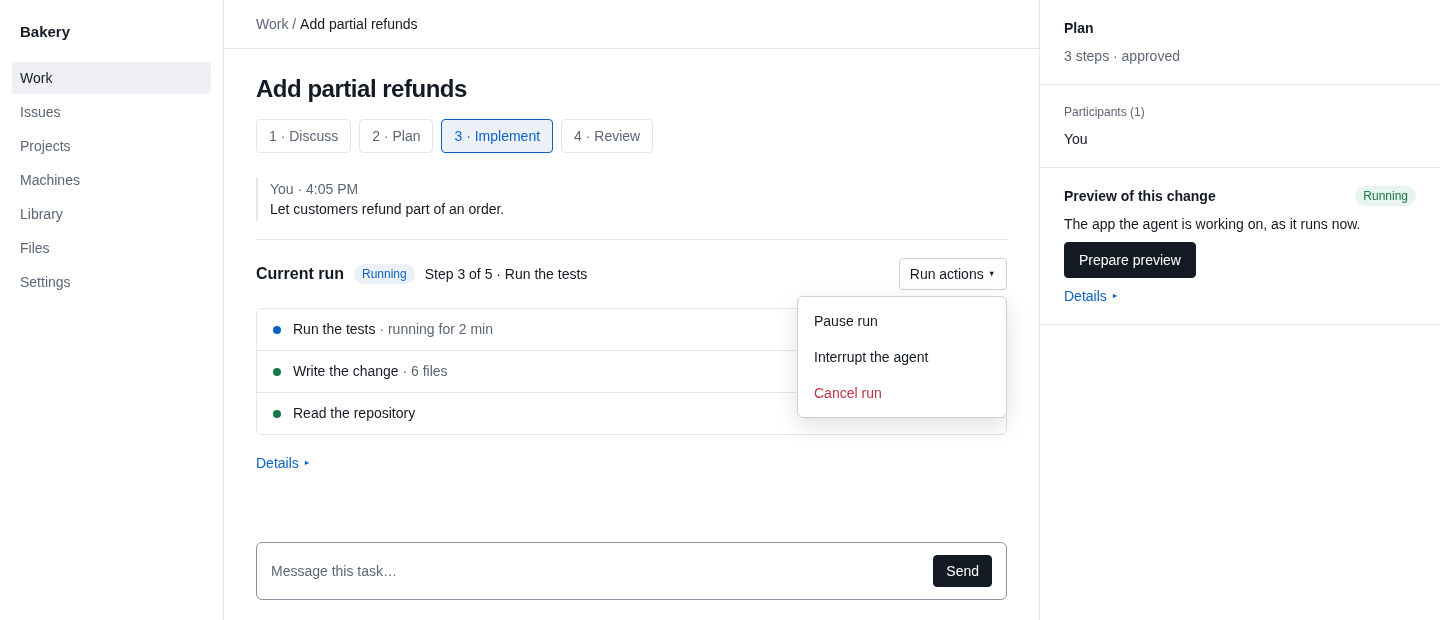 Bakery
Work
Issues
Projects
Machines
Library
Files
Settings
Work / Add partial refunds
Add partial refunds
1 · Discuss
2 · Plan
3 · Implement
4 · Review
You · 4:05 PM
Let customers refund part of an order.
Current run Running Step 3 of 5 · Run the tests
Run actions ▾
Pause run
Interrupt the agent
Cancel run
Run the tests · running for 2 min
Write the change · 6 files
Read the repository
Details ▸
Message this task…
Send
Plan
3 steps · approved
Participants (1)
You
Preview of this change Running
The app the agent is working on, as it runs now.
Prepare preview
Details ▸